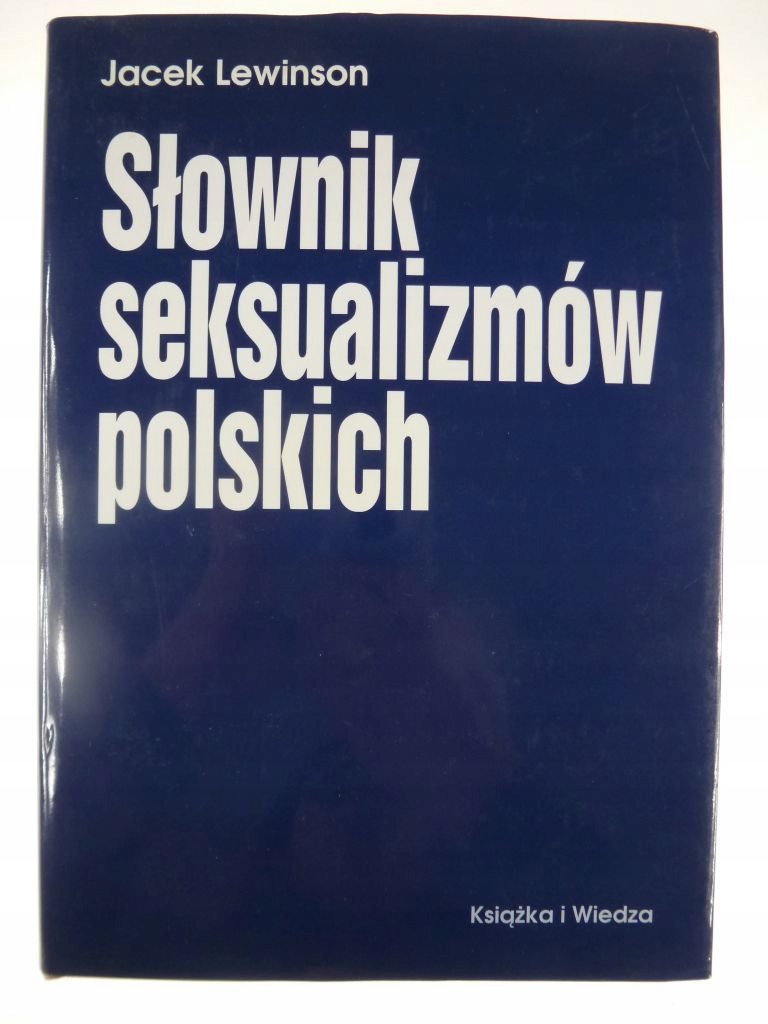 Jacek Lewinson
Słownik
seksualizmów
polskich
Książka i Wiedza